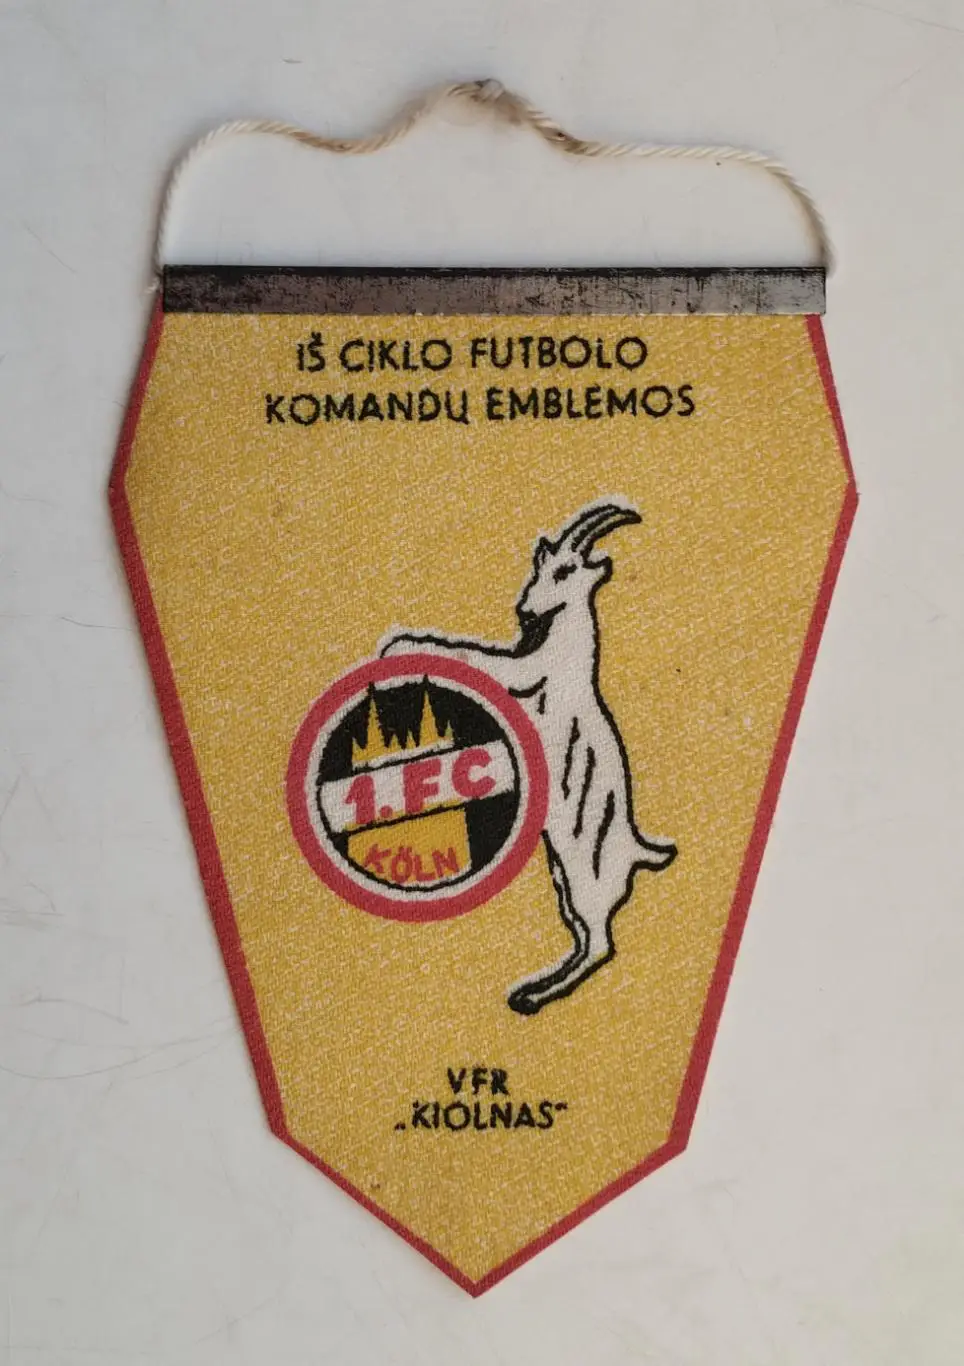 IŠ CIKLO FUTBOLO
KOMANDŲ EMBLEMOS
1.FC
KÖLN
VFR
„KIOLNAS“